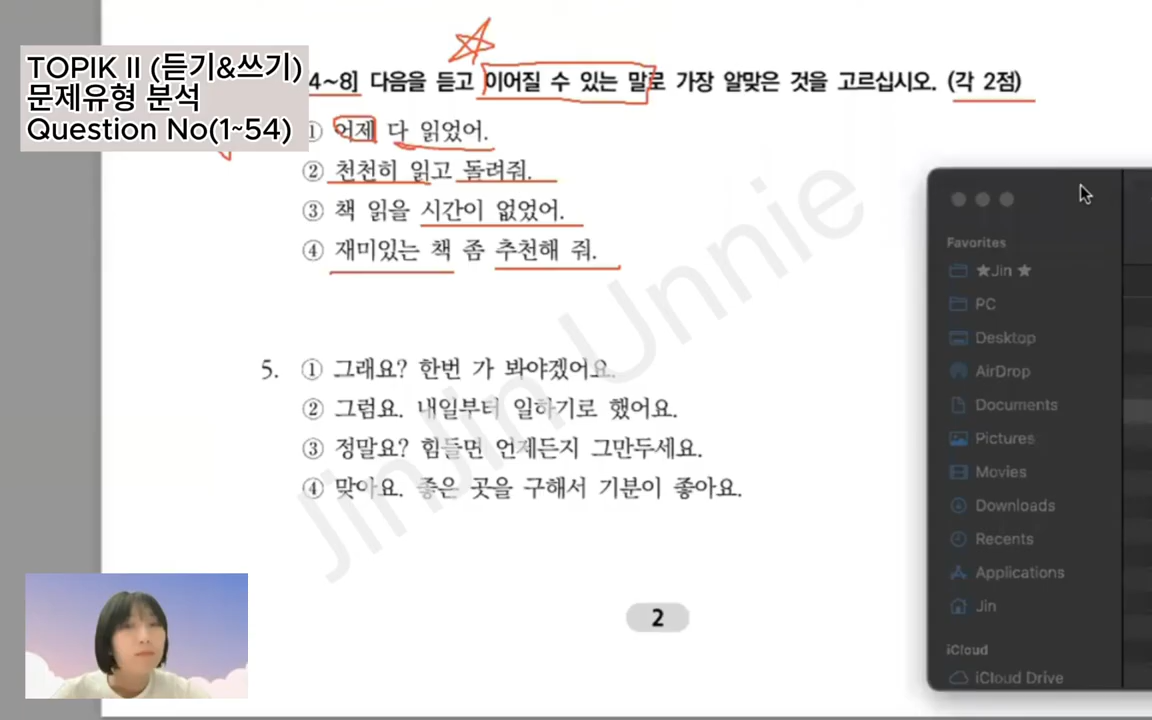 TOPIK II (듣기&쓰기)
문제유형 분석
Question No(1~54)
4~8] 다음을 듣고 이어질 수 있는 말로 가장 알맞은 것을 고르십시오. (각 2점)
① 어제 다 읽었어.
② 천천히 읽고 돌려줘.
③ 책 읽을 시간이 없었어.
④ 재미있는 책 좀 추천해 줘.
5. ① 그래요? 한번 가 봐야겠어요.
② 그럼요. 내일부터 일하기로 했어요.
③ 정말요? 힘들면 언제든지 그만두세요.
④ 맞아요. 좋은 곳을 구해서 기분이 좋아요.
JinJin Unnie
2
Favorites
★Jin ★
PC
Desktop
AirDrop
Documents
Pictures
Movies
Downloads
Recents
Applications
Jin
iCloud
iCloud Drive